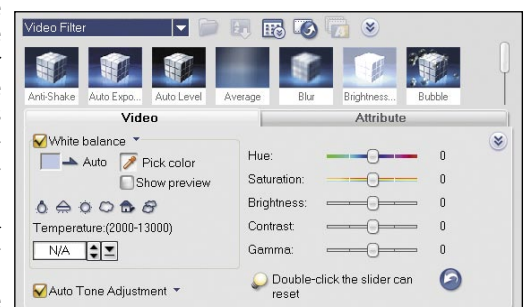 Video Filter
Anti-Shake Auto Expo... Auto Level Average Blur Brightness... Bubble
Video Attribute
White balance
Auto Pick color
Show preview
Temperature:(2000-13000)
N/A
Auto Tone Adjustment
Hue: 0
Saturation: 0
Brightness: 0
Contrast: 0
Gamma: 0
Double-click the slider can
reset